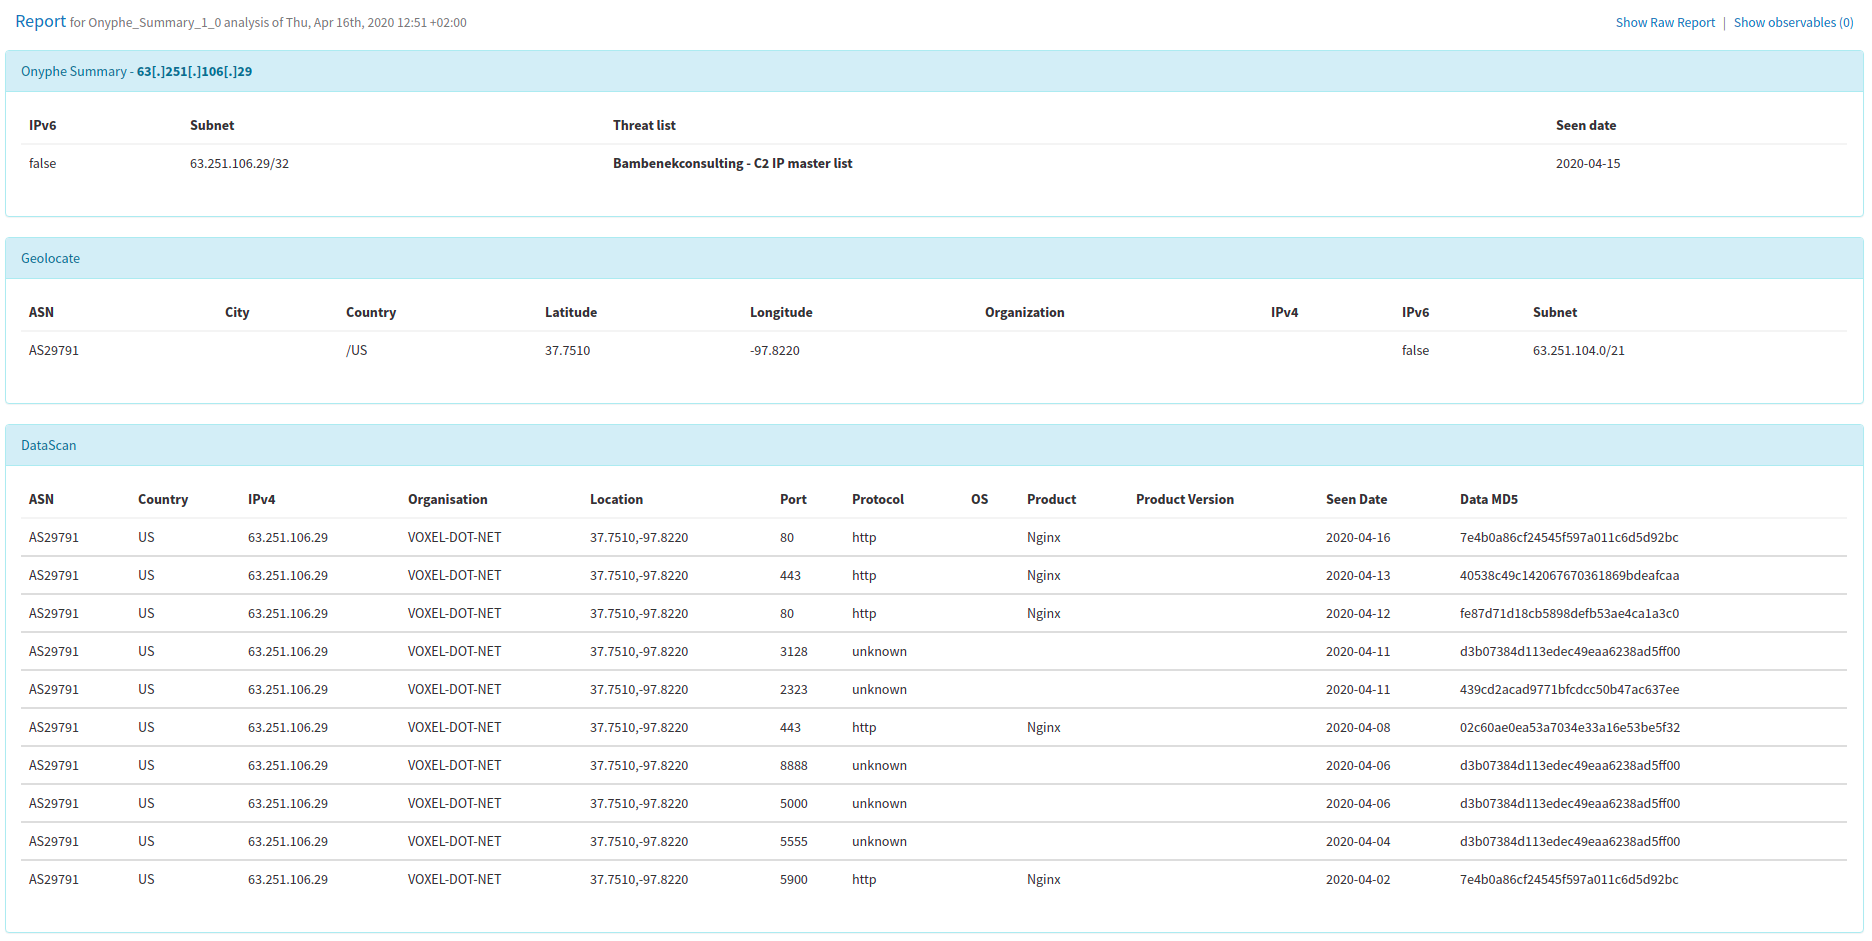 Report for Onyphe_Summary_1_0 analysis of Thu, Apr 16th, 2020 12:51 +02:00 Show Raw Report | Show observables (0)
Onyphe Summary - 63[.]251[.]106[.]29
IPv6 Subnet Threat list Seen date
false 63.251.106.29/32 Bambenekconsulting - C2 IP master list 2020-04-15
Geolocate
ASN City Country Latitude Longitude Organization IPv4 IPv6 Subnet
AS29791 /US 37.7510 -97.8220 false 63.251.104.0/21
DataScan
ASN Country IPv4 Organisation Location Port Protocol OS Product Product Version Seen Date Data MD5
AS29791 US 63.251.106.29 VOXEL-DOT-NET 37.7510,-97.8220 80 http Nginx 2020-04-16 7e4b0a86cf24545f597a011c6d5d92bc
AS29791 US 63.251.106.29 VOXEL-DOT-NET 37.7510,-97.8220 443 http Nginx 2020-04-13 40538c49c142067670361869bdeafcaa
AS29791 US 63.251.106.29 VOXEL-DOT-NET 37.7510,-97.8220 80 http Nginx 2020-04-12 fe87d71d18cb5898defb53ae4ca1a3c0
AS29791 US 63.251.106.29 VOXEL-DOT-NET 37.7510,-97.8220 3128 unknown 2020-04-11 d3b07384d113edec49eaa6238ad5ff00
AS29791 US 63.251.106.29 VOXEL-DOT-NET 37.7510,-97.8220 2323 unknown 2020-04-11 439cd2acad9771bfcdcc50b47ac637ee
AS29791 US 63.251.106.29 VOXEL-DOT-NET 37.7510,-97.8220 443 http Nginx 2020-04-08 02c60ae0ea53a7034e33a16e53be5f32
AS29791 US 63.251.106.29 VOXEL-DOT-NET 37.7510,-97.8220 8888 unknown 2020-04-06 d3b07384d113edec49eaa6238ad5ff00
AS29791 US 63.251.106.29 VOXEL-DOT-NET 37.7510,-97.8220 5000 unknown 2020-04-06 d3b07384d113edec49eaa6238ad5ff00
AS29791 US 63.251.106.29 VOXEL-DOT-NET 37.7510,-97.8220 5555 unknown 2020-04-04 d3b07384d113edec49eaa6238ad5ff00
AS29791 US 63.251.106.29 VOXEL-DOT-NET 37.7510,-97.8220 5900 http Nginx 2020-04-02 7e4b0a86cf24545f597a011c6d5d92bc